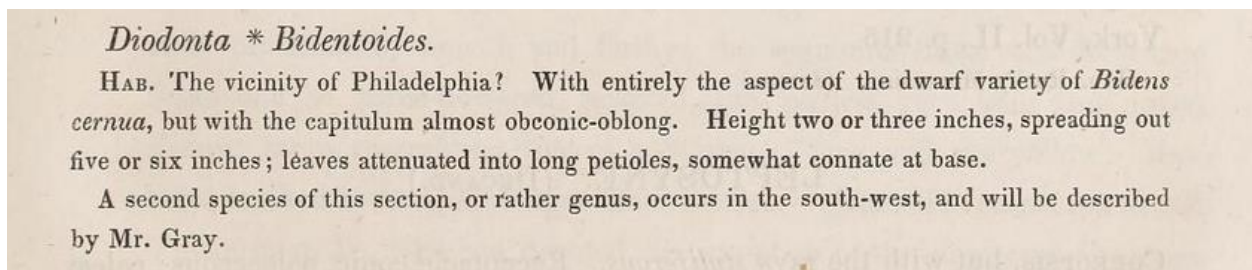 Diodonta * Bidentoides.
HAB. The vicinity of Philadelphia? With entirely the aspect of the dwarf variety of Bidens
cernua, but with the capitulum almost obconic-oblong. Height two or three inches, spreading out
five or six inches; leaves attenuated into long petioles, somewhat connate at base.
A second species of this section, or rather genus, occurs in the south-west, and will be described
by Mr. Gray.